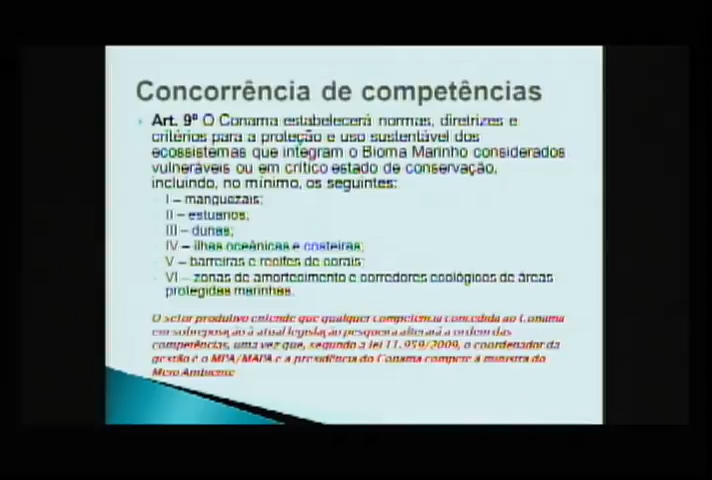 Concorrência de competências
Art. 9º O Conama estabelecerá normas, diretrizes e
critérios para a proteção e uso sustentável dos
ecossistemas que integram o Bioma Marinho considerados
vulneráveis ou em crítico estado de conservação,
incluindo, no mínimo, os seguintes:
I – manguezais;
II – estuários;
III – dunas;
IV – ilhas oceânicas e costeiras;
V – barreiras e recifes de corais;
VI – zonas de amortecimento e corredores ecológicos de áreas
protegidas marinhas.
O setor produtivo entende que qualquer competência concedida ao Conama
em sobreposição à atual legislação pesqueira alterará a ordem das
competências, uma vez que, segundo a lei 11.959/2009, o coordenador da
gestão é o MPA/MAPA e a presidência do Conama compete à ministra do
Meio Ambiente